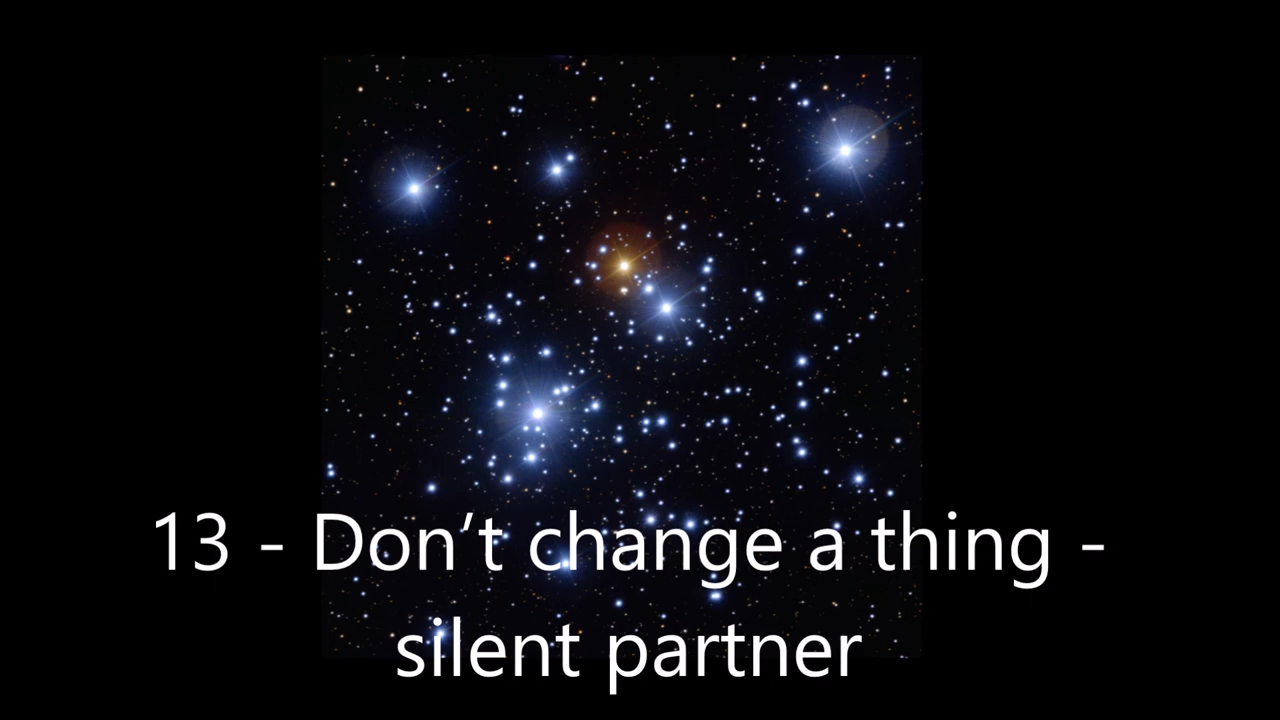 13 - Don’t change a thing -
silent partner